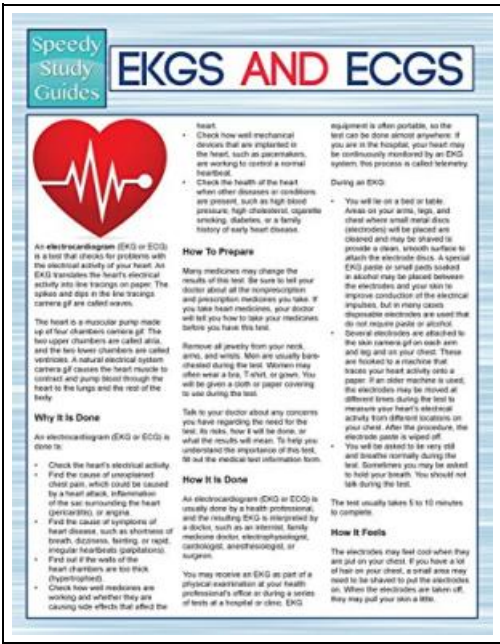 Speedy
Study
Guides
EKGS AND ECGS
An electrocardiogram (EKG or ECG)
is a test that checks for problems with
the electrical activity of your heart. An
EKG translates the heart's electrical
activity into line tracings on paper. The
spikes and dips in the line tracings
camera gif are called waves.
The heart is a muscular pump made
up of four chambers camera gif. The
two upper chambers are called atria,
and the two lower chambers are called
ventricles. A natural electrical system
camera gif causes the heart muscle to
contract and pump blood through the
heart to the lungs and the rest of the
body.
Why It Is Done
An electrocardiogram (EKG or ECG) is
done to:
• Check the heart's electrical activity.
• Find the cause of unexplained
chest pain, which could be caused
by a heart attack, inflammation
of the sac surrounding the heart
(pericarditis), or angina.
• Find the cause of symptoms of
heart disease, such as shortness of
breath, dizziness, fainting, or rapid,
irregular heartbeats (palpitations).
• Find out if the walls of the
heart chambers are too thick
(hypertrophied).
• Check how well medicines are
working and whether they are
causing side effects that affect the
heart.
• Check how well mechanical
devices that are implanted in
the heart, such as pacemakers,
are working to control a normal
heartbeat.
• Check the health of the heart
when other diseases or conditions
are present, such as high blood
pressure, high cholesterol, cigarette
smoking, diabetes, or a family
history of early heart disease.
How To Prepare
Many medicines may change the
results of this test. Be sure to tell your
doctor about all the nonprescription
and prescription medicines you take. If
you take heart medicines, your doctor
will tell you how to take your medicines
before you have this test.
Remove all jewelry from your neck,
arms, and wrists. Men are usually bare-
chested during the test. Women may
often wear a bra, T-shirt, or gown. You
will be given a cloth or paper covering
to use during the test.
Talk to your doctor about any concerns
you have regarding the need for the
test, its risks, how it will be done, or
what the results will mean. To help you
understand the importance of this test,
fill out the medical test information form.
How It Is Done
An electrocardiogram (EKG or ECG) is
usually done by a health professional,
and the resulting EKG is interpreted by
a doctor, such as an internist, family
medicine doctor, electrophysiologist,
cardiologist, anesthesiologist, or
surgeon.
You may receive an EKG as part of a
physical examination at your health
professional's office or during a series
of tests at a hospital or clinic. EKG
equipment is often portable, so the
test can be done almost anywhere. If
you are in the hospital, your heart may
be continuously monitored by an EKG
system; this process is called telemetry.
During an EKG:
• You will lie on a bed or table.
Areas on your arms, legs, and
chest where small metal discs
(electrodes) will be placed are
cleaned and may be shaved to
provide a clean, smooth surface to
attach the electrode discs. A special
EKG paste or small pads soaked
in alcohol may be placed between
the electrodes and your skin to
improve conduction of the electrical
impulses, but in many cases
disposable electrodes are used that
do not require paste or alcohol.
• Several electrodes are attached to
the skin camera gif on each arm
and leg and on your chest. These
are hooked to a machine that
traces your heart activity onto a
paper. If an older machine is used,
the electrodes may be moved at
different times during the test to
measure your heart's electrical
activity from different locations on
your chest. After the procedure, the
electrode paste is wiped off.
• You will be asked to be very still
and breathe normally during the
test. Sometimes you may be asked
to hold your breath. You should not
talk during the test.
The test usually takes 5 to 10 minutes
to complete.
How It Feels
The electrodes may feel cool when they
are put on your chest. If you have a lot
of hair on your chest, a small area may
need to be shaved to put the electrodes
on. When the electrodes are taken off,
they may pull your skin a little.